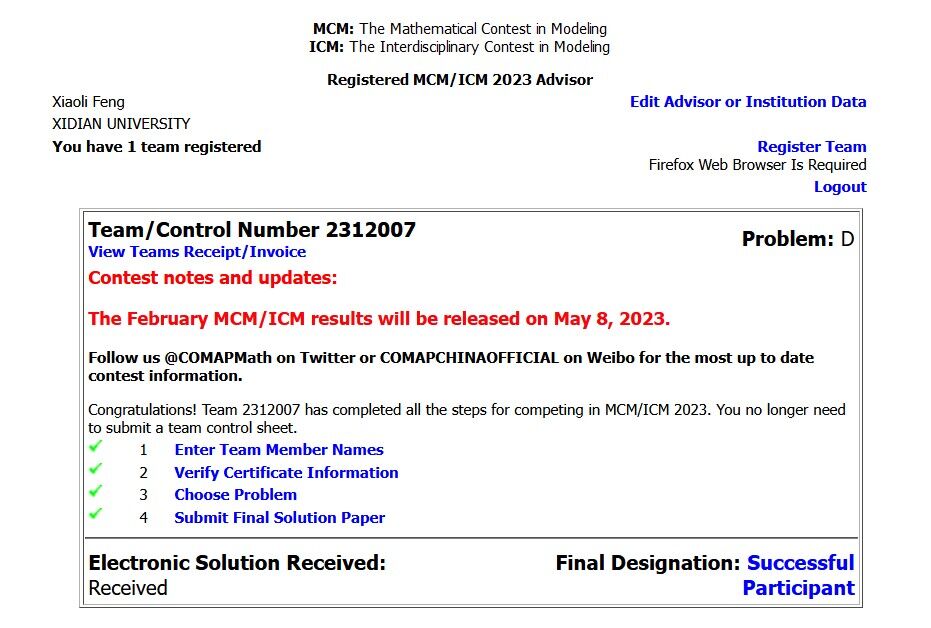 MCM: The Mathematical Contest in Modeling
ICM: The Interdisciplinary Contest in Modeling
Registered MCM/ICM 2023 Advisor
Xiaoli Feng
Edit Advisor or Institution Data
XIDIAN UNIVERSITY
You have 1 team registered
Register Team
Firefox Web Browser Is Required
Logout
Team/Control Number 2312007
Problem: D
View Teams Receipt/Invoice
Contest notes and updates:
The February MCM/ICM results will be released on May 8, 2023.
Follow us @COMAPMath on Twitter or COMAPCHINAOFFICIAL on Weibo for the most up to date
contest information.
Congratulations! Team 2312007 has completed all the steps for competing in MCM/ICM 2023. You no longer need
to submit a team control sheet.
1 Enter Team Member Names
2 Verify Certificate Information
3 Choose Problem
4 Submit Final Solution Paper
Electronic Solution Received:
Received
Final Designation: Successful
Participant